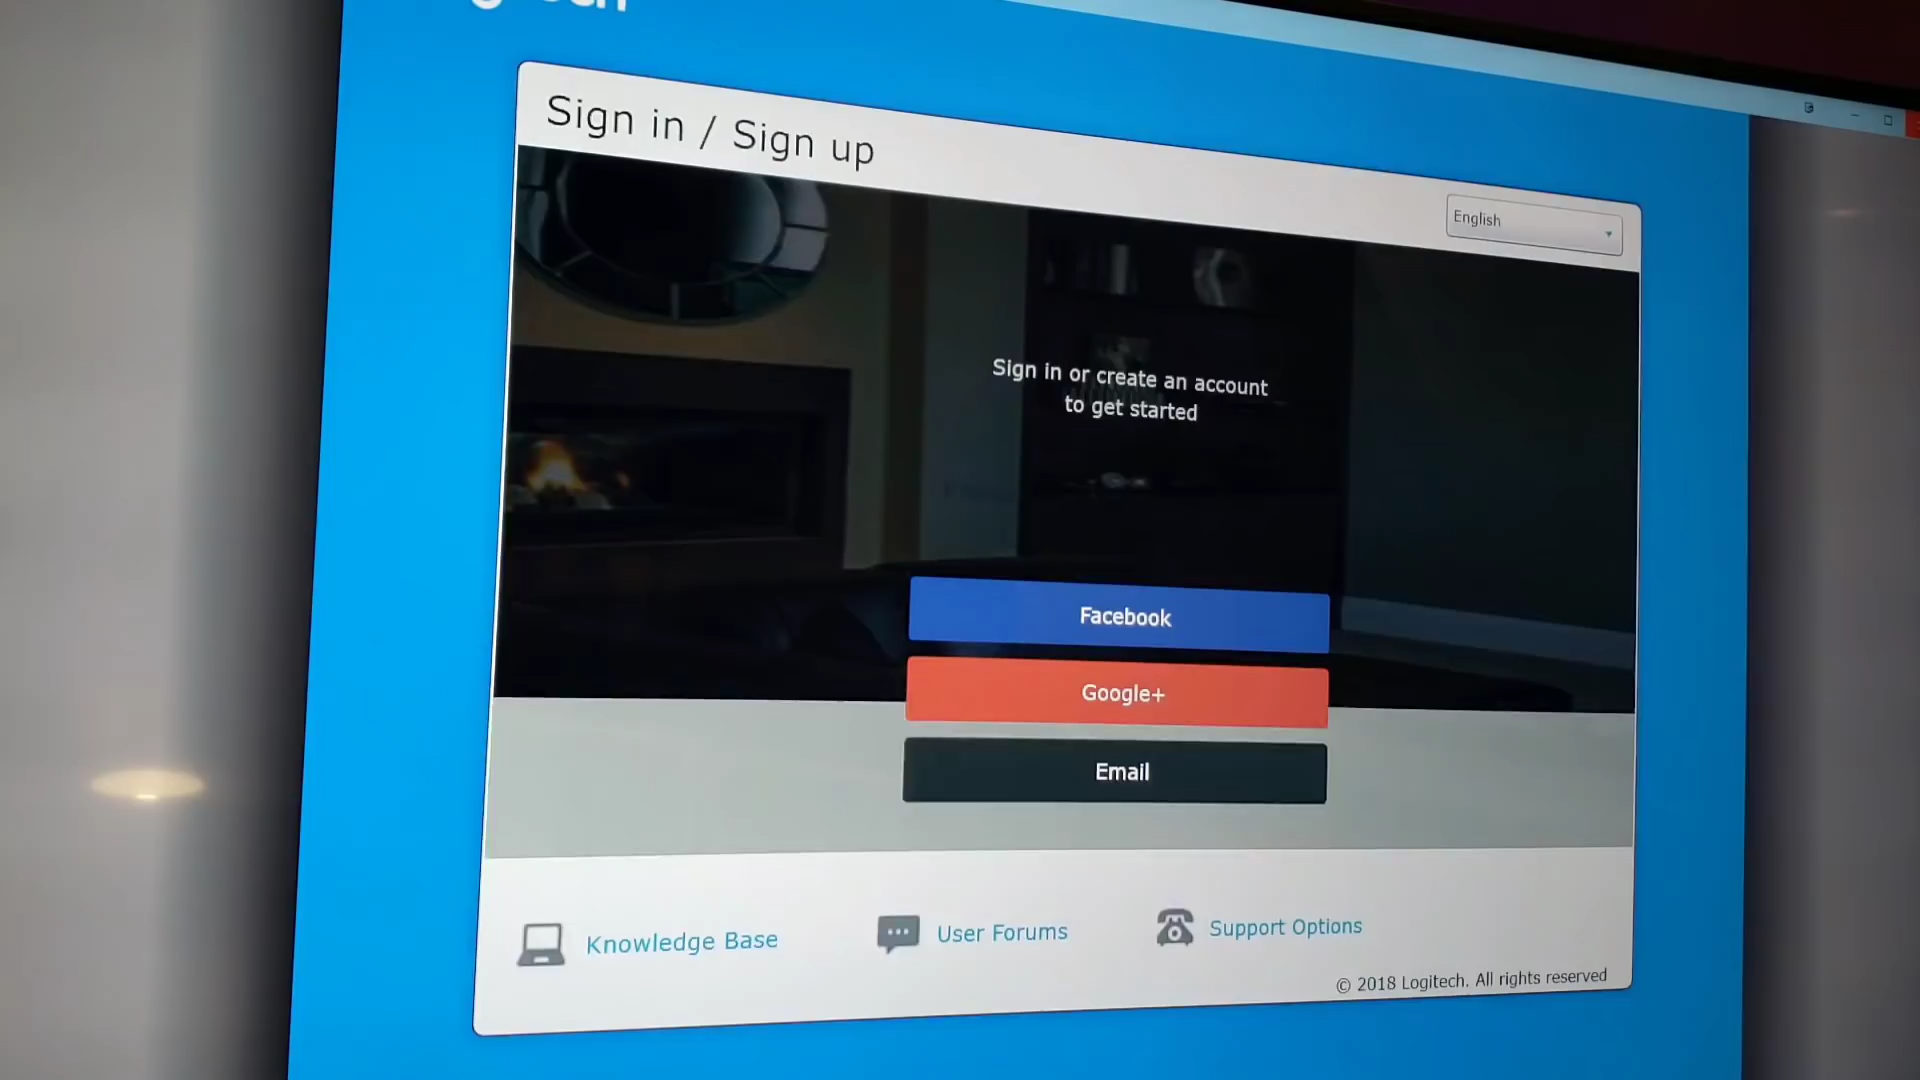 Sign in / Sign up
English
Sign in or create an account
to get started
Facebook
Google+
Email
Knowledge Base
User Forums
Support Options
© 2018 Logitech. All rights reserved